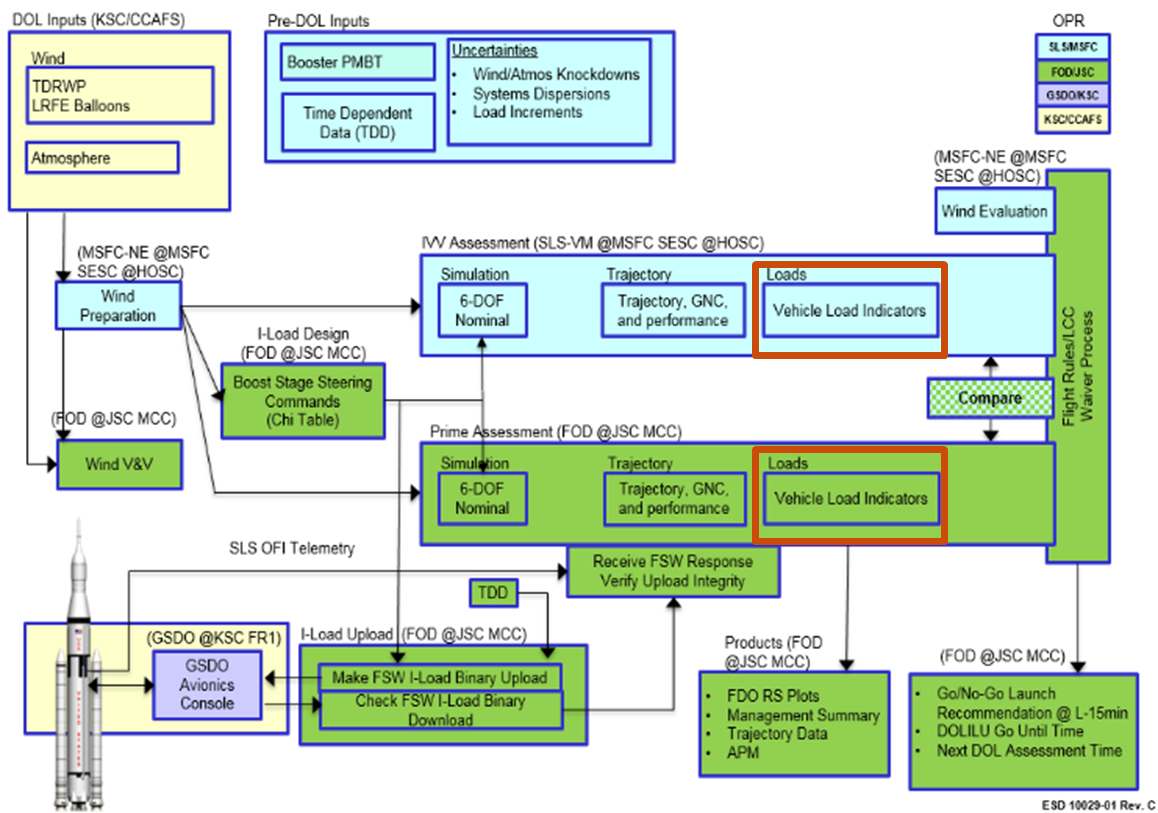 DOL Inputs (KSC/CCAFS)
Wind
TDRWP
LRFE Balloons
Atmosphere
Pre-DOL Inputs
Booster PMBT
Time Dependent
Data (TDD)
Uncertainties
• Wind/Atmos Knockdowns
• Systems Dispersions
• Load Increments
OPR
SLS/MSFC
FOD/JSC
GSDO/KSC
KSC/CCAFS
(MSFC-NE @MSFC
SESC @HOSC)
Wind Evaluation
(MSFC-NE @MSFC
SESC @HOSC)
Wind
Preparation
IVV Assessment (SLS-VM @MSFC SESC @HOSC)
Simulation
6-DOF
Nominal
Trajectory
Trajectory, GNC,
and performance
Loads
Vehicle Load Indicators
Flight Rules/LCC
Waiver Process
I-Load Design
(FOD @JSC MCC)
Boost Stage Steering
Commands
(Chi Table)
Compare
(FOD @JSC MCC)
Wind V&V
Prime Assessment (FOD @JSC MCC)
Simulation
6-DOF
Nominal
Trajectory
Trajectory, GNC,
and performance
Loads
Vehicle Load Indicators
SLS OFI Telemetry
Receive FSW Response
Verify Upload Integrity
TDD
(GSDO @KSC FR1)
GSDO
Avionics
Console
I-Load Upload (FOD @JSC MCC)
Make FSW I-Load Binary Upload
Check FSW I-Load Binary
Download
Products (FOD
@JSC MCC)
• FDO RS Plots
• Management Summary
• Trajectory Data
• APM
(FOD @JSC MCC)
• Go/No-Go Launch
Recommendation @ L-15min
• DOLILU Go Until Time
• Next DOL Assessment Time
ESD 10029-01 Rev. C